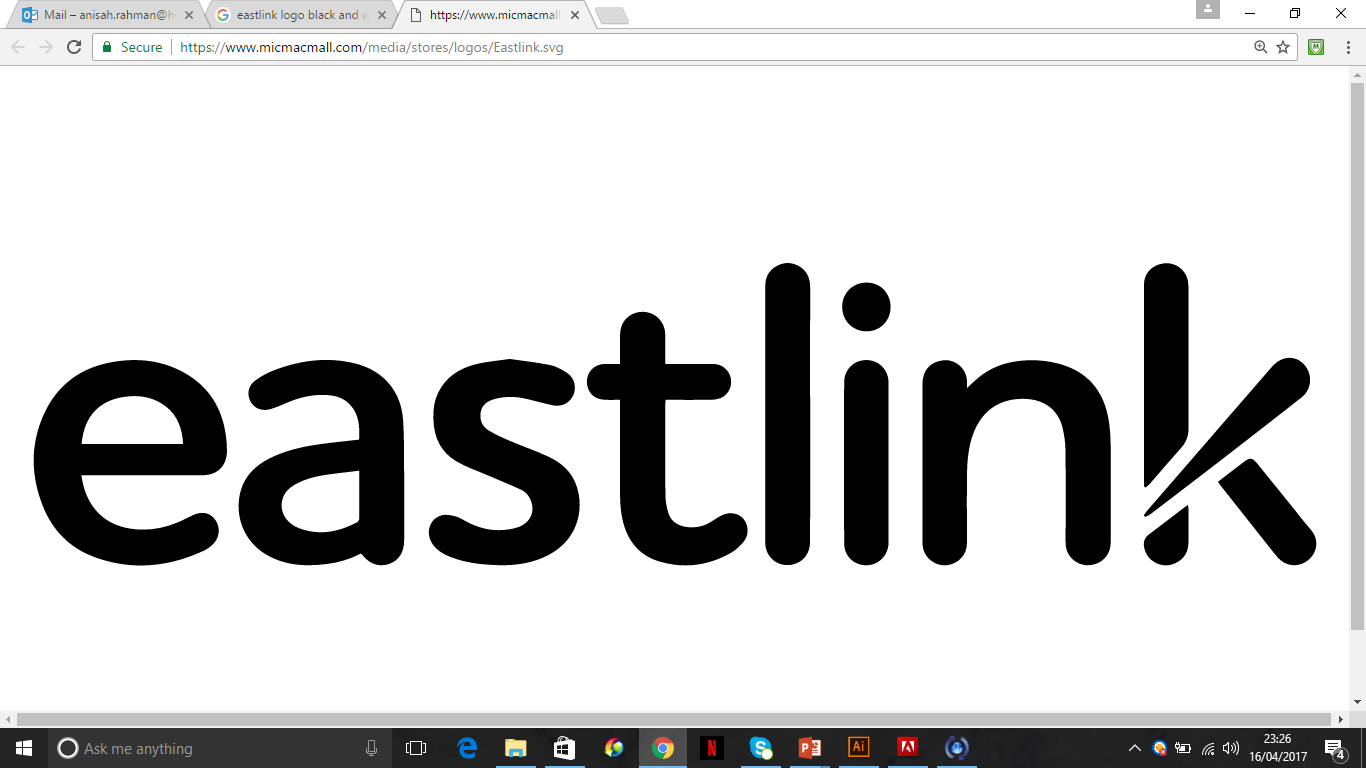 Mail – anisah.rahman@h
eastlink logo black and w
https://www.micmacmall
Secure
https://www.micmacmall.com/media/stores/logos/Eastlink.svg
eastlink
Ask me anything
23:26
16/04/2017
4